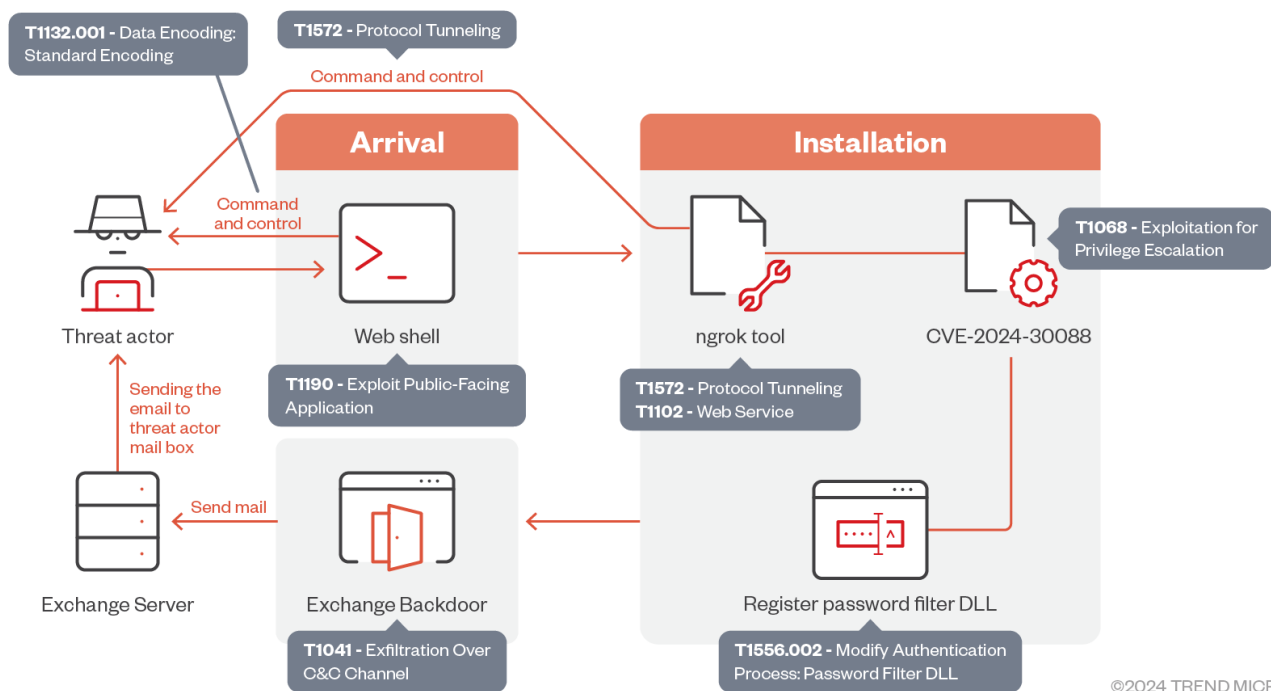 T1132.001 - Data Encoding:
Standard Encoding
T1572 - Protocol Tunneling
Command and control
Arrival
Installation
Command
and control
T1068 - Exploitation for
Privilege Escalation
>_
Threat actor
Web shell
ngrok tool
CVE-2024-30088
T1190 - Exploit Public-Facing
Application
T1572 - Protocol Tunneling
T1102 - Web Service
Sending the
email to
threat actor
mail box
Send mail
Exchange Server
Exchange Backdoor
Register password filter DLL
T1041 - Exfiltration Over
C&C Channel
T1556.002 - Modify Authentication
Process: Password Filter DLL
©2024 TREND